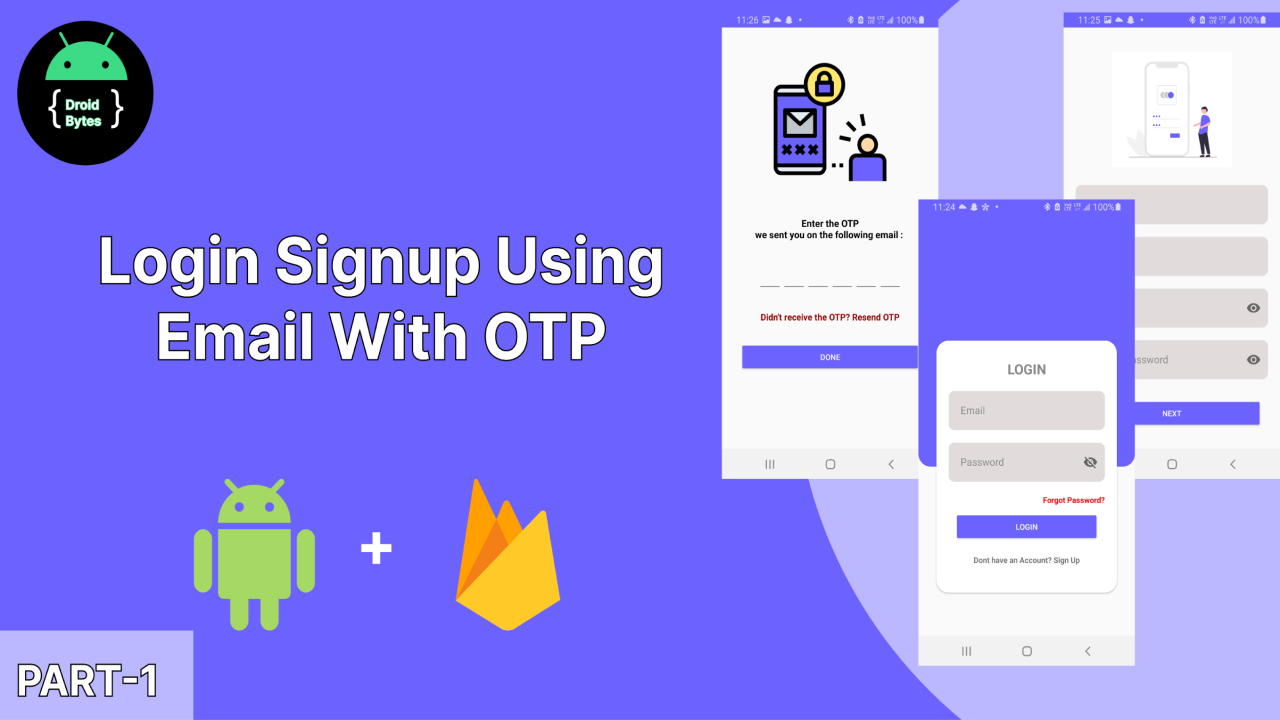 Droid
Bytes
Login Signup Using
Email With OTP
PART-1
11:26
100%
Enter the OTP
we sent you on the following email :
Didn't receive the OTP? Resend OTP
DONE
11:24
100%
LOGIN
Email
Password
Forgot Password?
LOGIN
Dont have an Account? Sign Up
11:25
100%
ssword
NEXT